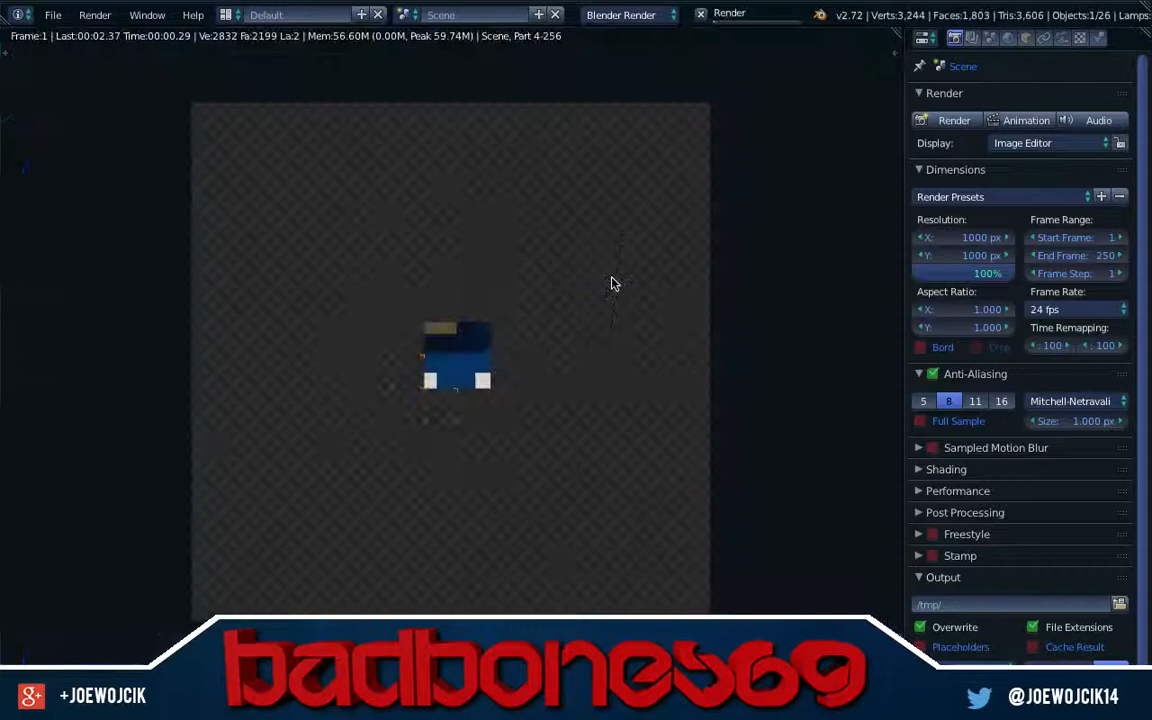 File Render Window Help Default Scene Blender Render Render v2.72 | Verts:3,244 | Faces:1,803 | Tris:3,606 | Objects:1/26 | Lamps:
Frame:1 | Last:00:02.37 Time:00:00.29 | Ve:2832 Fa:2199 La:2 | Mem:56.60M (0.00M, Peak 59.74M) | Scene, Part 4-256
Scene
Render
Render Animation Audio
Display: Image Editor
Dimensions
Render Presets
Resolution: Frame Range:
X: 1000 px Start Frame: 1
Y: 1000 px End Frame: 250
100% Frame Step: 1
Aspect Ratio: Frame Rate:
X: 1.000 24 fps
Y: 1.000 Time Remapping:
Bord Crop :100 :100
Anti-Aliasing
5 8 11 16 Mitchell-Netravali
Full Sample Size: 1.000 px
Sampled Motion Blur
Shading
Performance
Post Processing
Freestyle
Stamp
Output
/tmp/
Overwrite File Extensions
Placeholders Cache Result
badbones69
g+ +JOEWOJCIK @JOEWOJCIK14